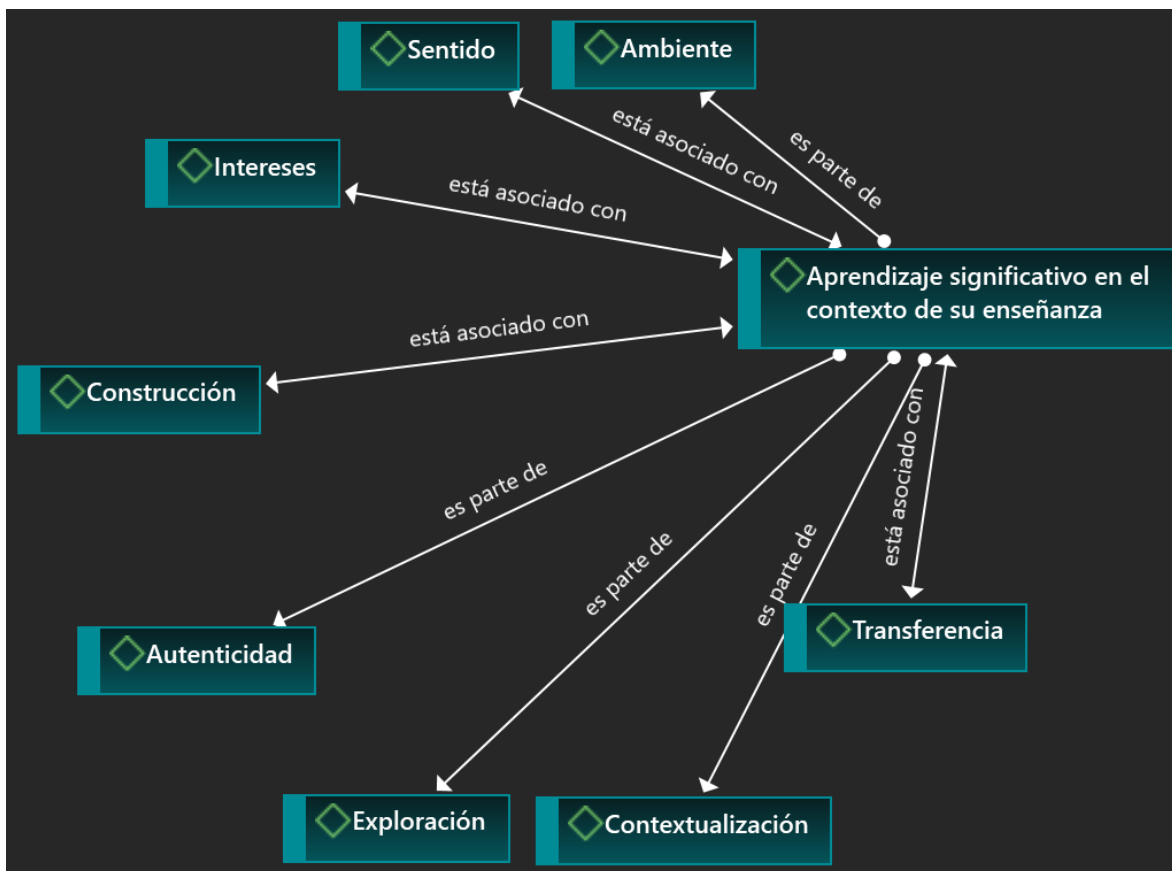 Sentido
Ambiente
está asociado con
es parte de
Intereses
está asociado con
Aprendizaje significativo en el
contexto de su enseñanza
está asociado con
Construcción
es parte de
es parte de
es parte de
está asociado con
Autenticidad
Transferencia
Exploración
Contextualización